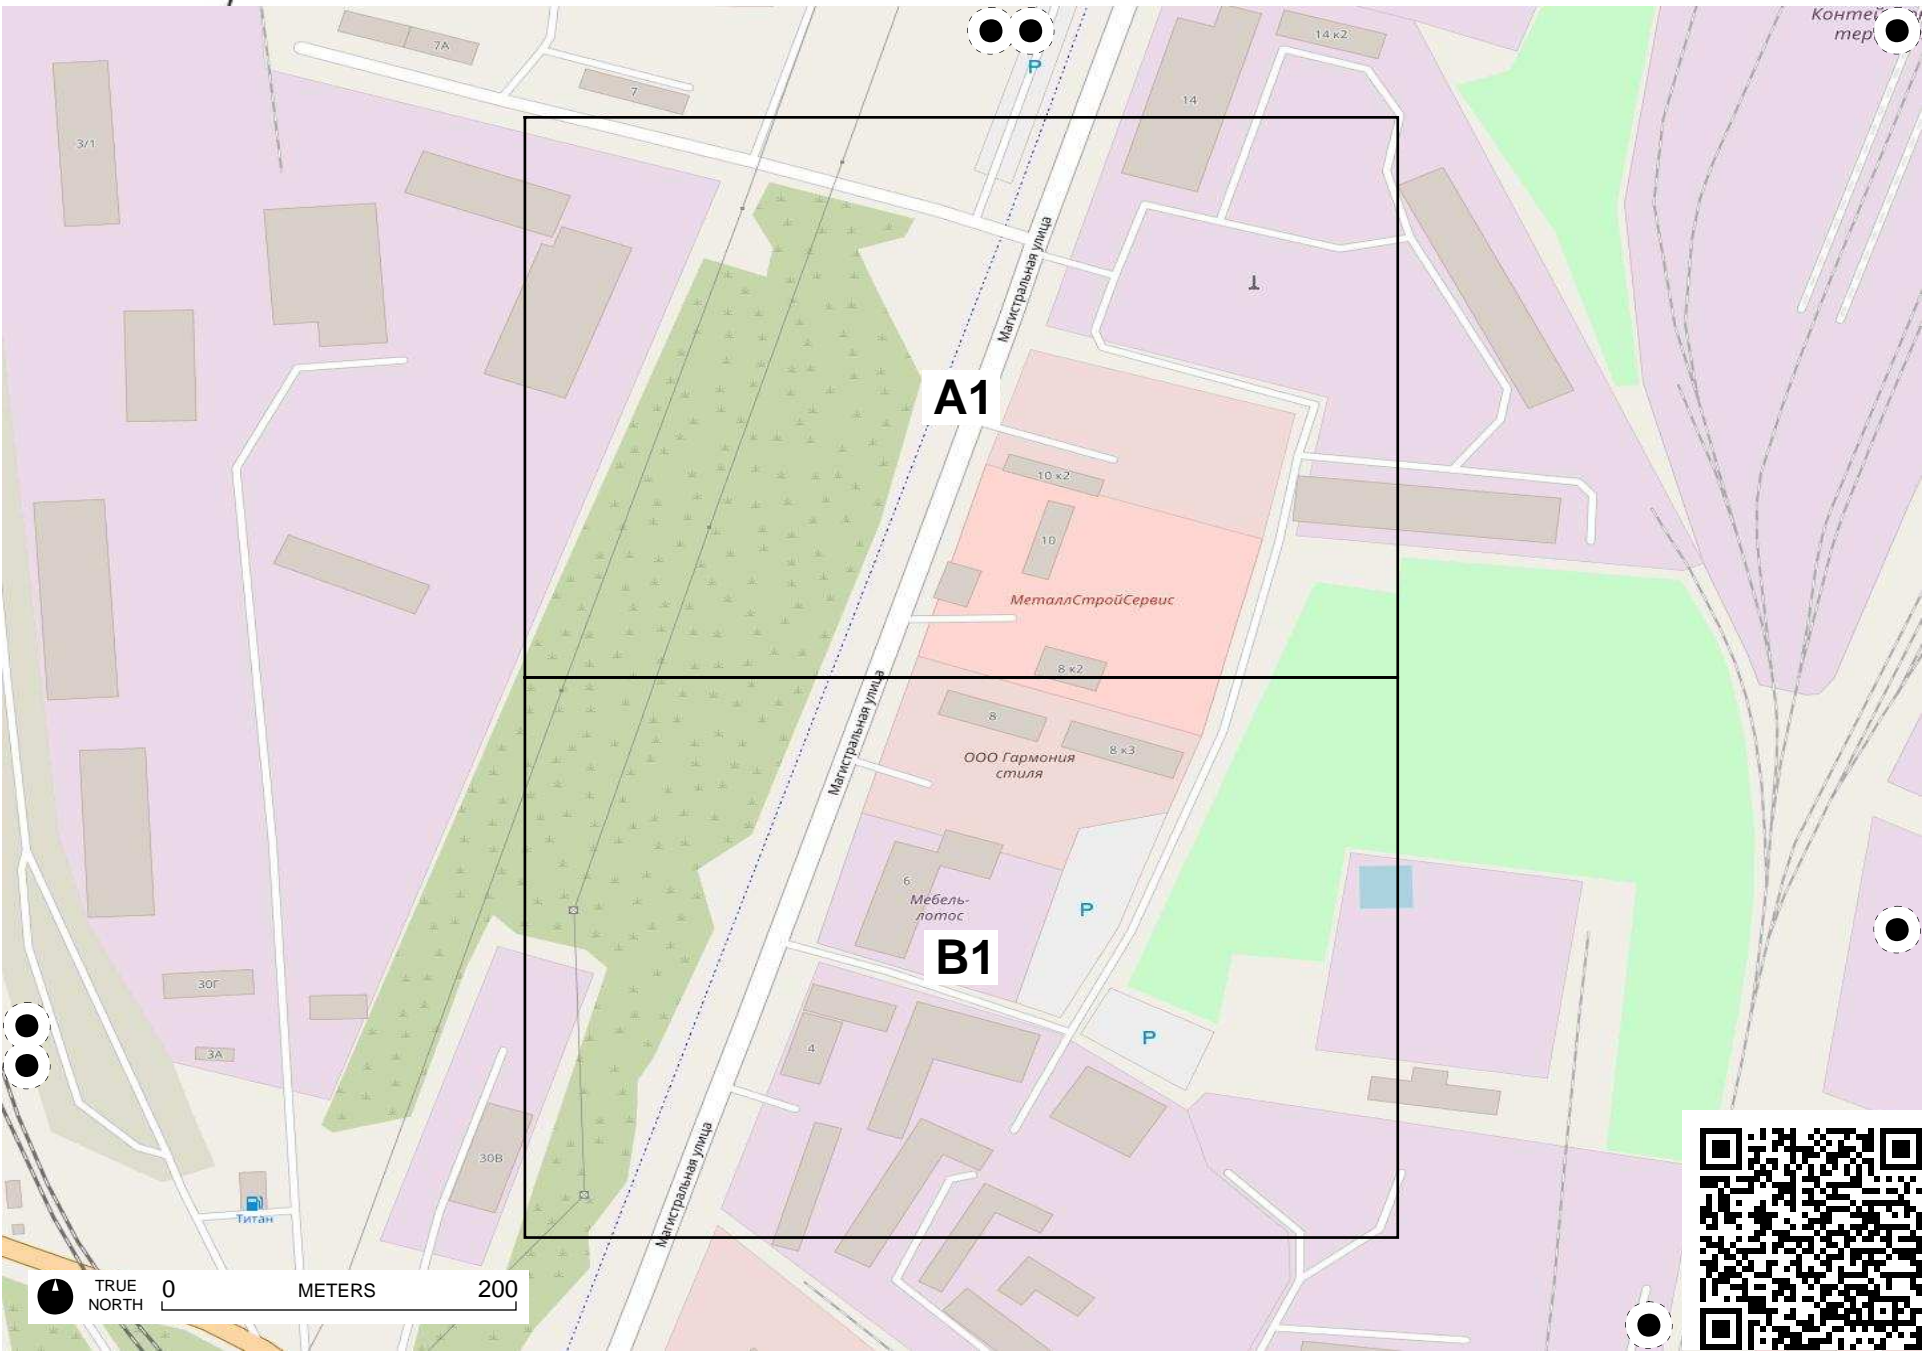 7А
14 к2
7
14
3/1
Магистральная улица
A1
10 к2
10
МеталлСтройСервис
8 к2
Магистральная улица
8
8 к3
ООО Гармония
стиля
6
Мебель-
лотос
P
P
P
B1
30Г
3А
4
30В
Титан
Магистральная улица
TRUE
NORTH
0
METERS
200